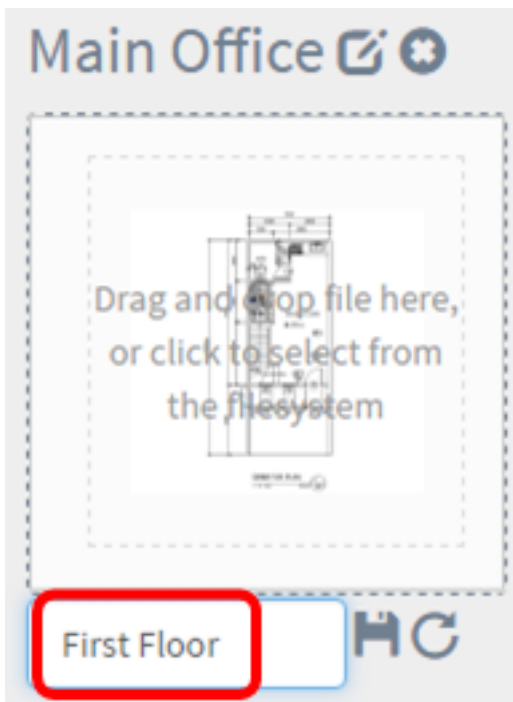 Main Office
Drag and drop file here,
or click to select from
the filesystem
First Floor